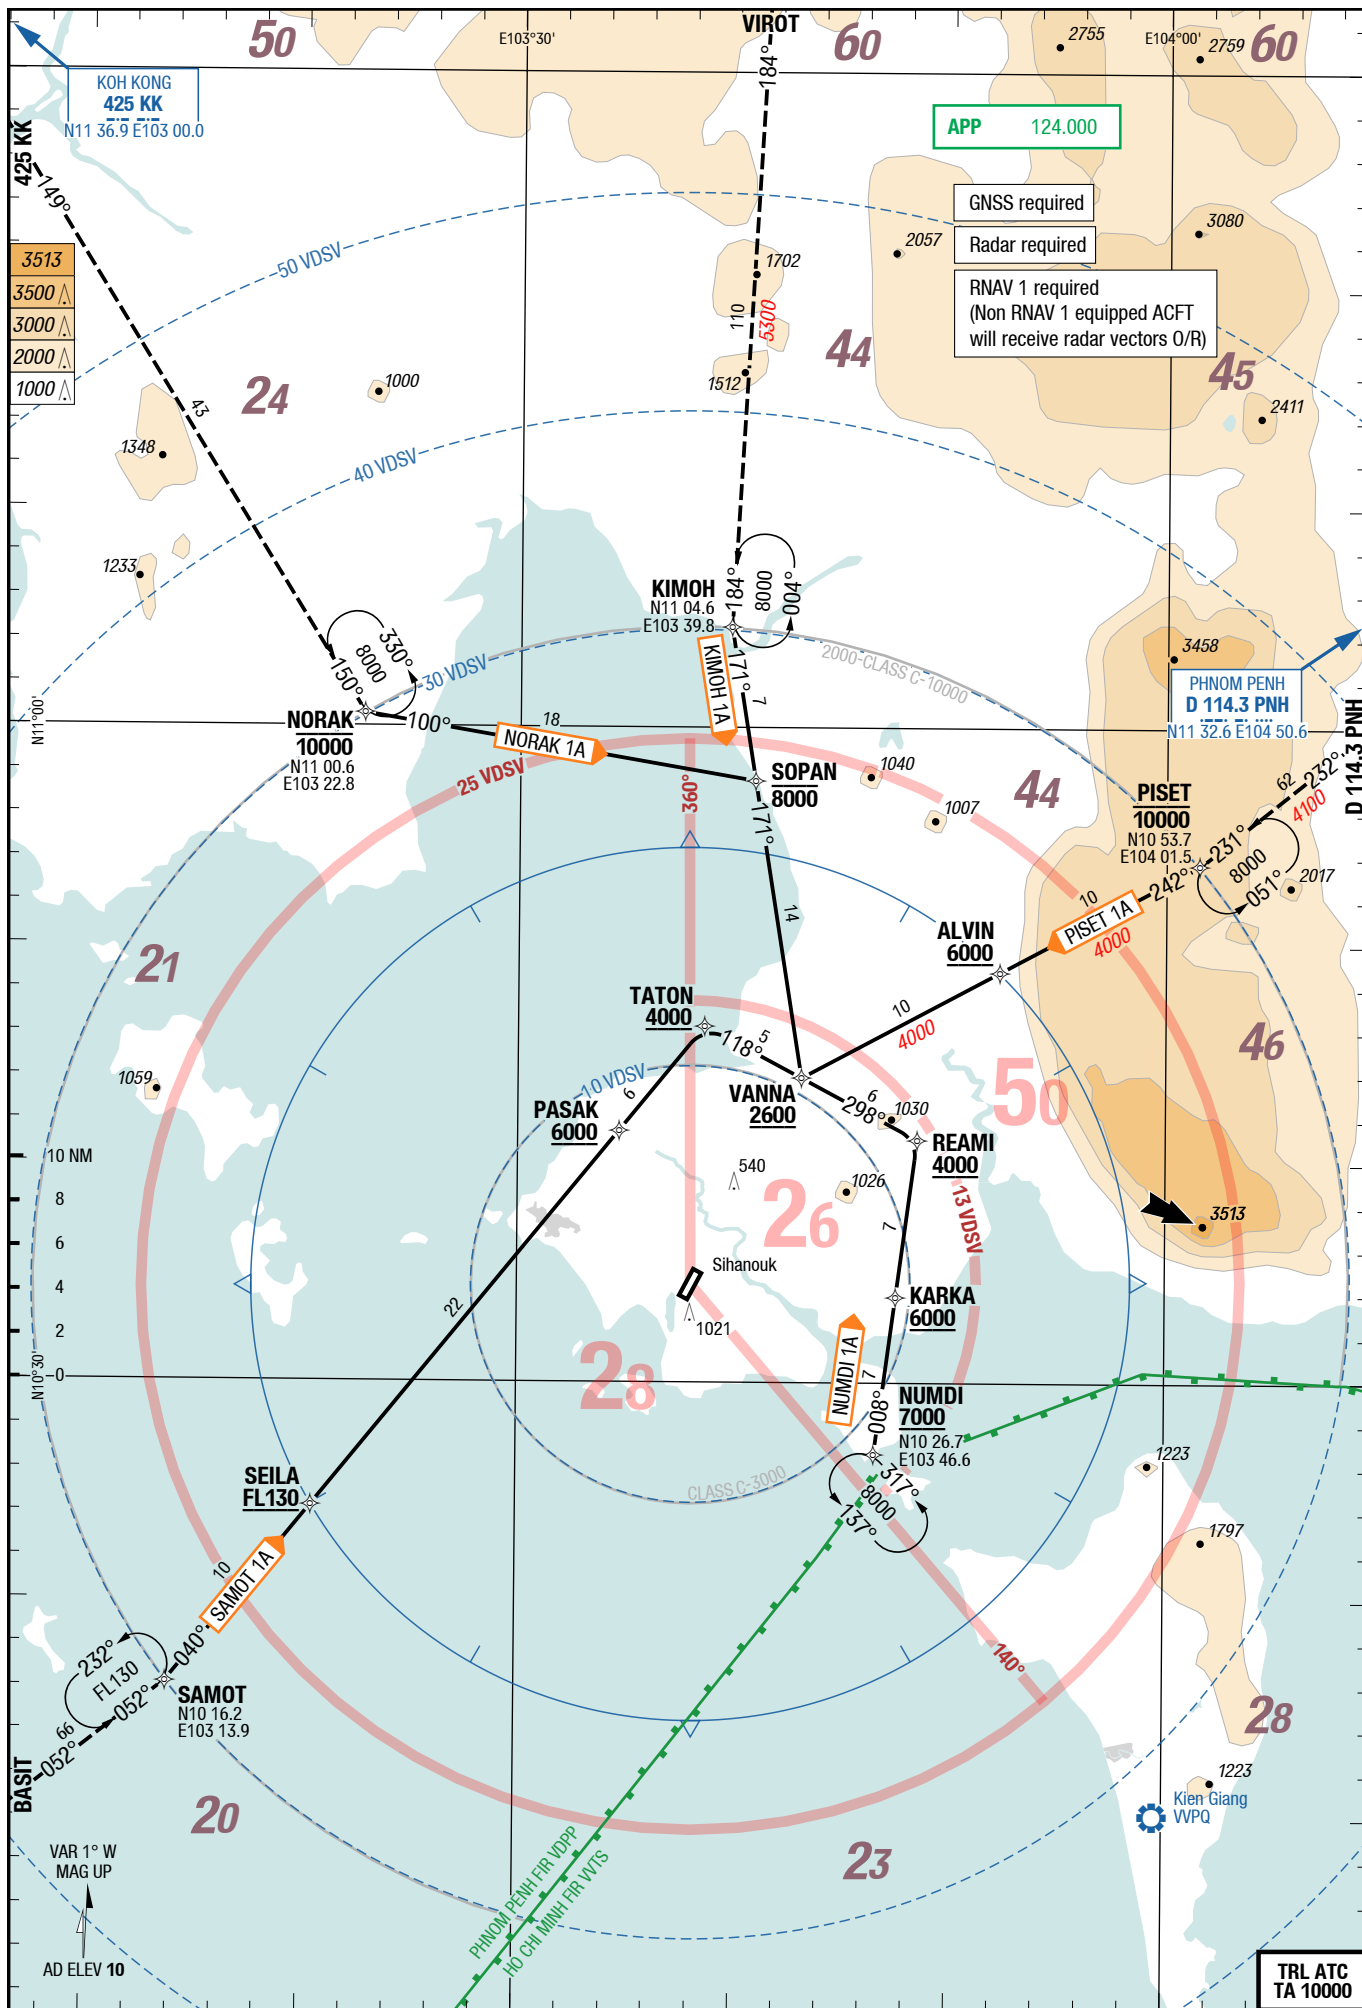 50
E103°30'
VIROT
60
2755
E104°00'
2759
60
KOH KONG
425 KK
N11 36.9 E103 00.0
184°
APP 124.000
425 KK
149°
GNSS required
Radar required
RNAV 1 required
(Non RNAV 1 equipped ACFT
will receive radar vectors O/R)
3080
2057
3513
3500
3000
2000
1000
50 VDSV
1702
110
5300
44
45
1512
24
1000
43
2411
1348
40 VDSV
1233
KIMOH
N11 04.6
E103 39.8
184°
8000
004°
2000-CLASS C-10000
3458
330°
8000
150°
30 VDSV
KIMOH 1A
171°
7
PHNOM PENH
D 114.3 PNH
N11 32.6 E104 50.6
D 114.3 PNH
N11°00'
NORAK
10000
N11 00.6
E103 22.8
100°
18
NORAK 1A
25 VDSV
360°
SOPAN
8000
1040
44
1007
PISET
10000
N10 53.7
E104 01.5
62
232°
4100
231°
8000
051°
2017
171°
14
242°
10
PISET 1A
4000
ALVIN
6000
21
TATON
4000
118°
5
10
4000
46
50
1059
10 VDSV
6
PASAK
6000
VANNA
2600
298°
6
1030
REAMI
4000
10 NM
8
6
4
2
0
540
26
1026
13 VDSV
7
3513
Sihanouk
1021
KARKA
6000
22
28
NUMDI 1A
7
008°
N10°30'
NUMDI
7000
N10 26.7
E103 46.6
317°
8000
137°
1223
CLASS C-3000
SEILA
FL130
1797
10
SAMOT 1A
040°
232°
FL130
052°
SAMOT
N10 16.2
E103 13.9
66
052°
BASIT
140°
28
1223
Kien Giang
VVPQ
20
23
VAR 1° W
MAG UP
AD ELEV 10
PHNOM PENH FIR VDPP
HO CHI MINH FIR VVTS
TRL ATC
TA 10000